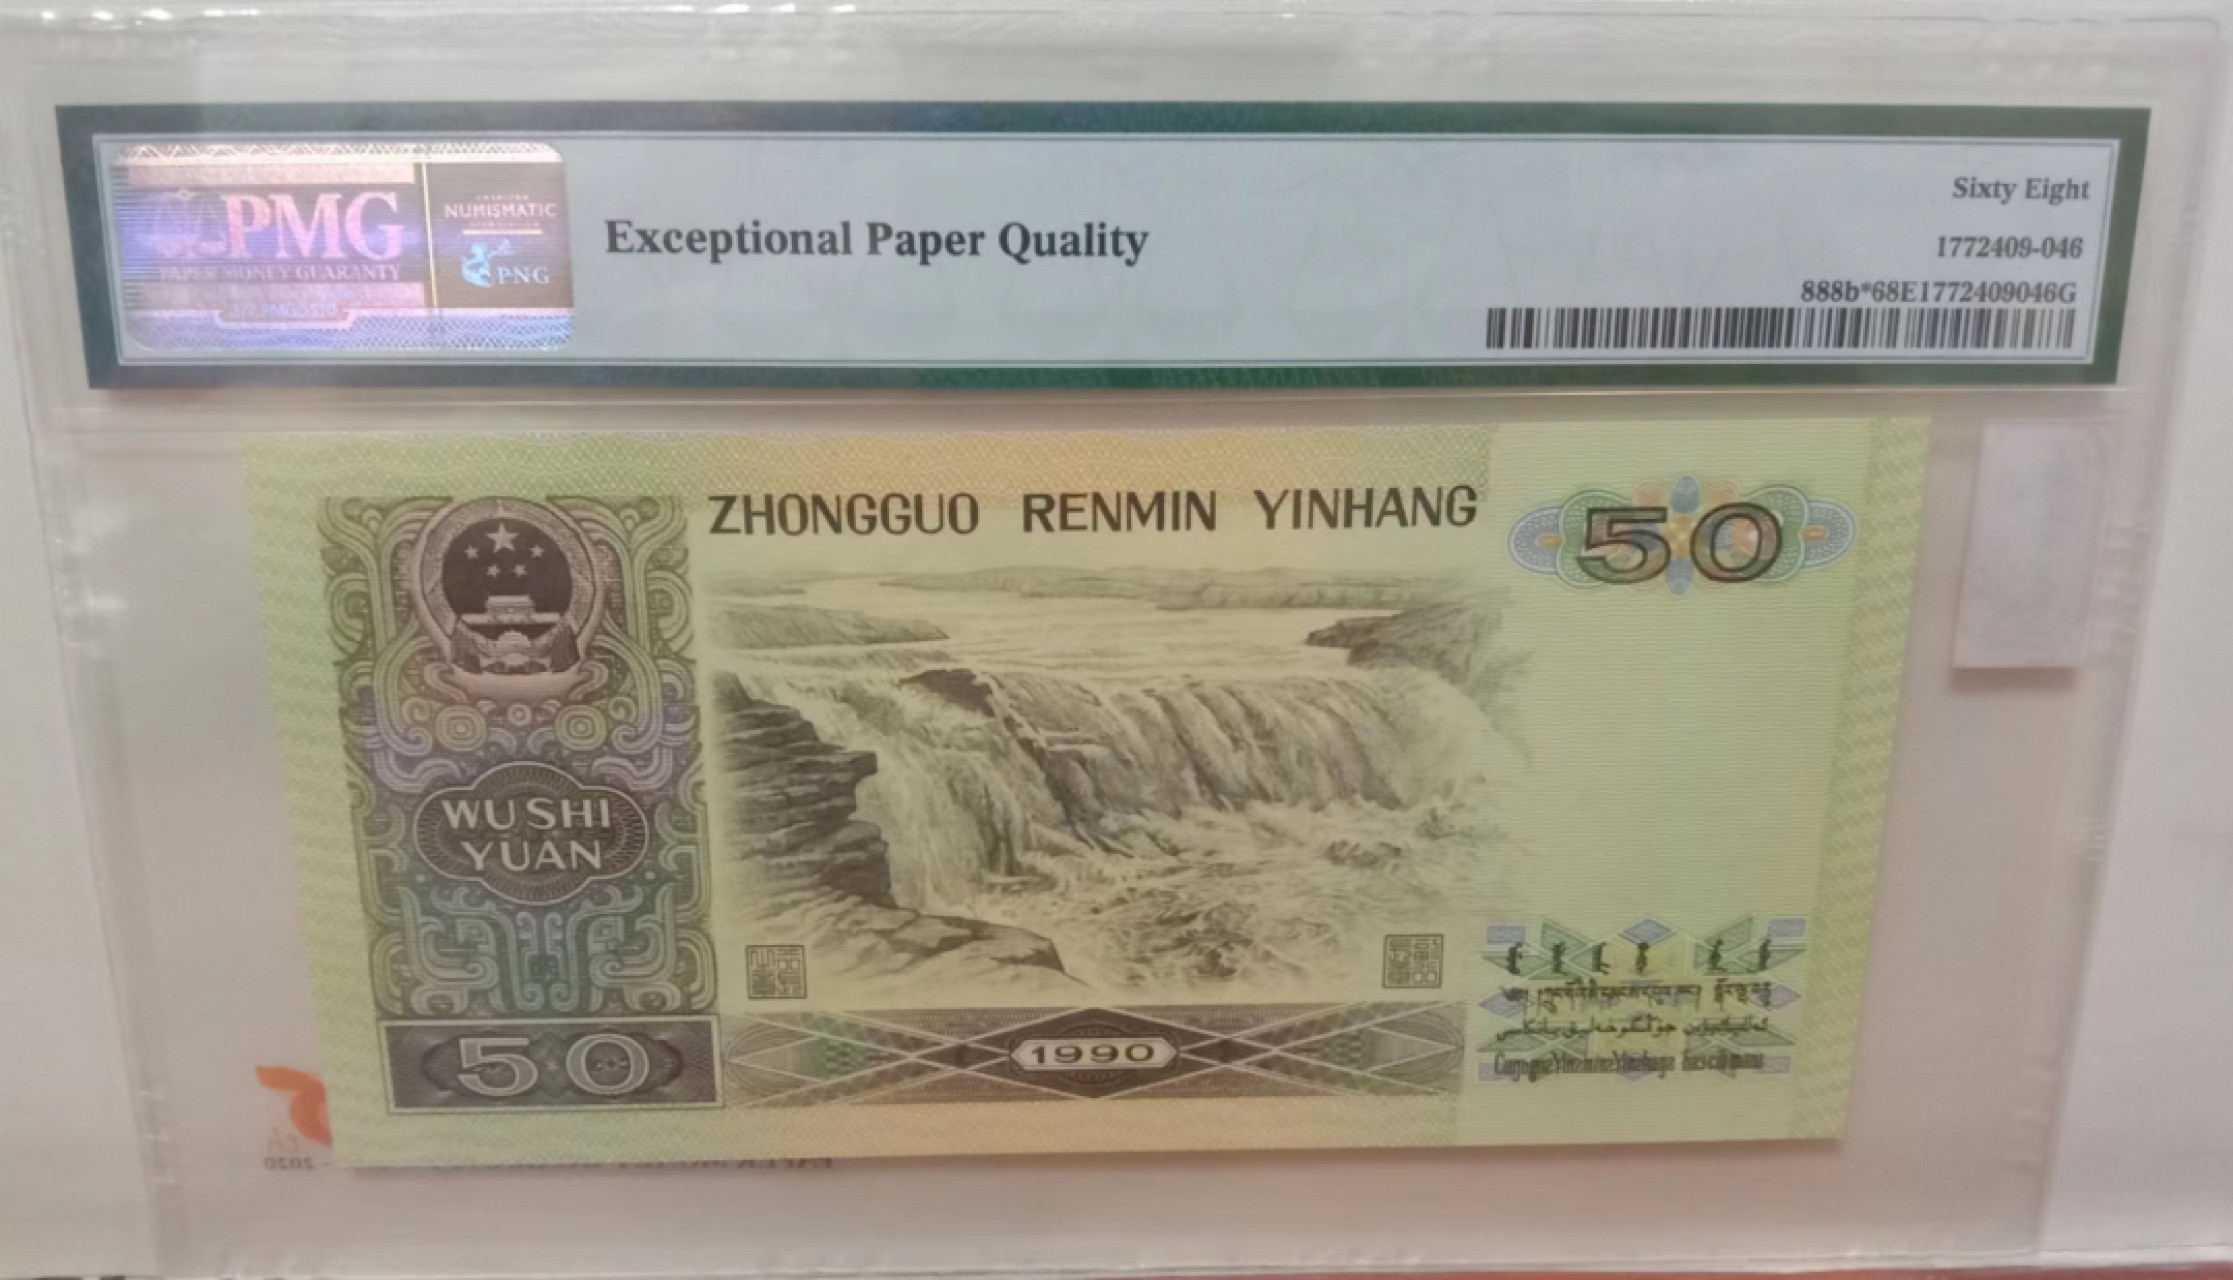 PMG
PAPER MONEY GUARANTY
NUMISMATIC
PNG
Exceptional Paper Quality
Sixty Eight
1772409-046
888b*68E1772409046G
ZHONGGUO RENMIN YINHANG
50
WU SHI
YUAN
50
1990